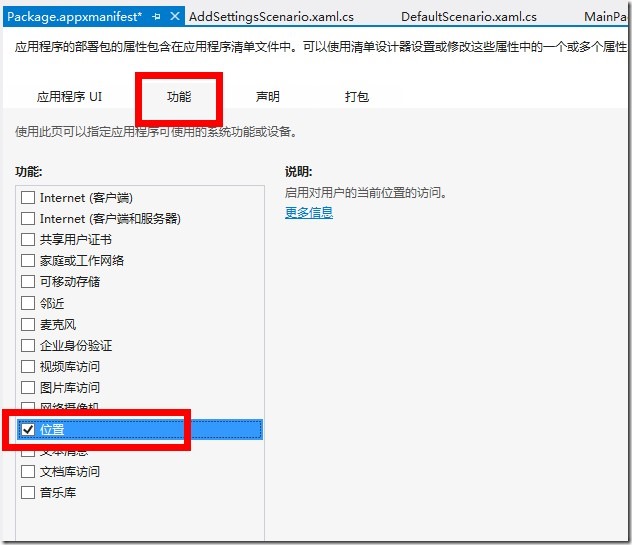 Package.appxmanifest* AddSettingsScenario.xaml.cs DefaultScenario.xaml.cs MainPa
应用程序的部署包的属性包含在应用程序清单文件中。可以使用清单设计器设置或修改这些属性中的一个或多个属性
应用程序 UI 功能 声明 打包
使用此页可以指定应用程序可使用的系统功能或设备。
功能: 说明:
Internet (客户端) 启用对用户的当前位置的访问。
Internet (客户端和服务器) 更多信息
共享用户证书
家庭或工作网络
可移动存储
邻近
麦克风
企业身份验证
视频库访问
图片库访问
网络摄像机
位置
文本消息
文档库访问
音乐库